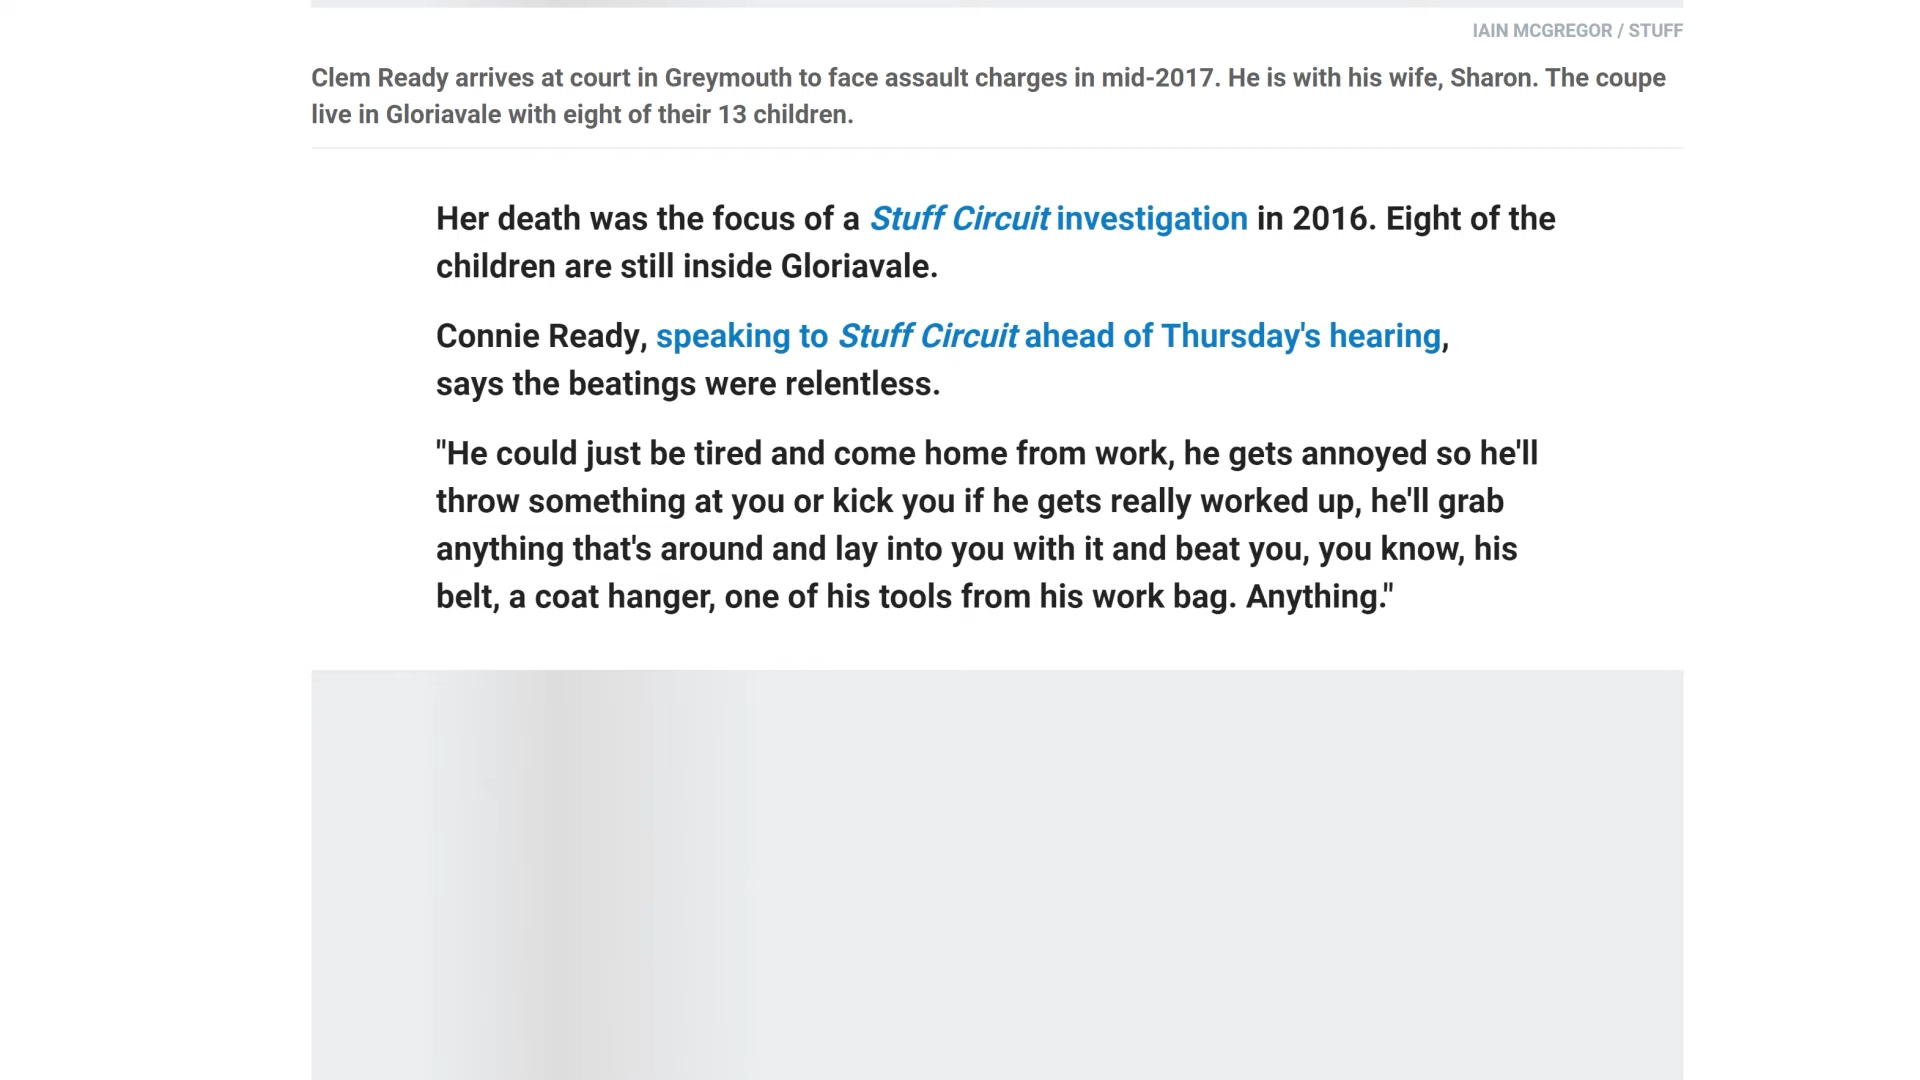 IAIN MCGREGOR / STUFF
Clem Ready arrives at court in Greymouth to face assault charges in mid-2017. He is with his wife, Sharon. The coupe
live in Gloriavale with eight of their 13 children.
Her death was the focus of a Stuff Circuit investigation in 2016. Eight of the
children are still inside Gloriavale.
Connie Ready, speaking to Stuff Circuit ahead of Thursday's hearing,
says the beatings were relentless.
"He could just be tired and come home from work, he gets annoyed so he'll
throw something at you or kick you if he gets really worked up, he'll grab
anything that's around and lay into you with it and beat you, you know, his
belt, a coat hanger, one of his tools from his work bag. Anything."